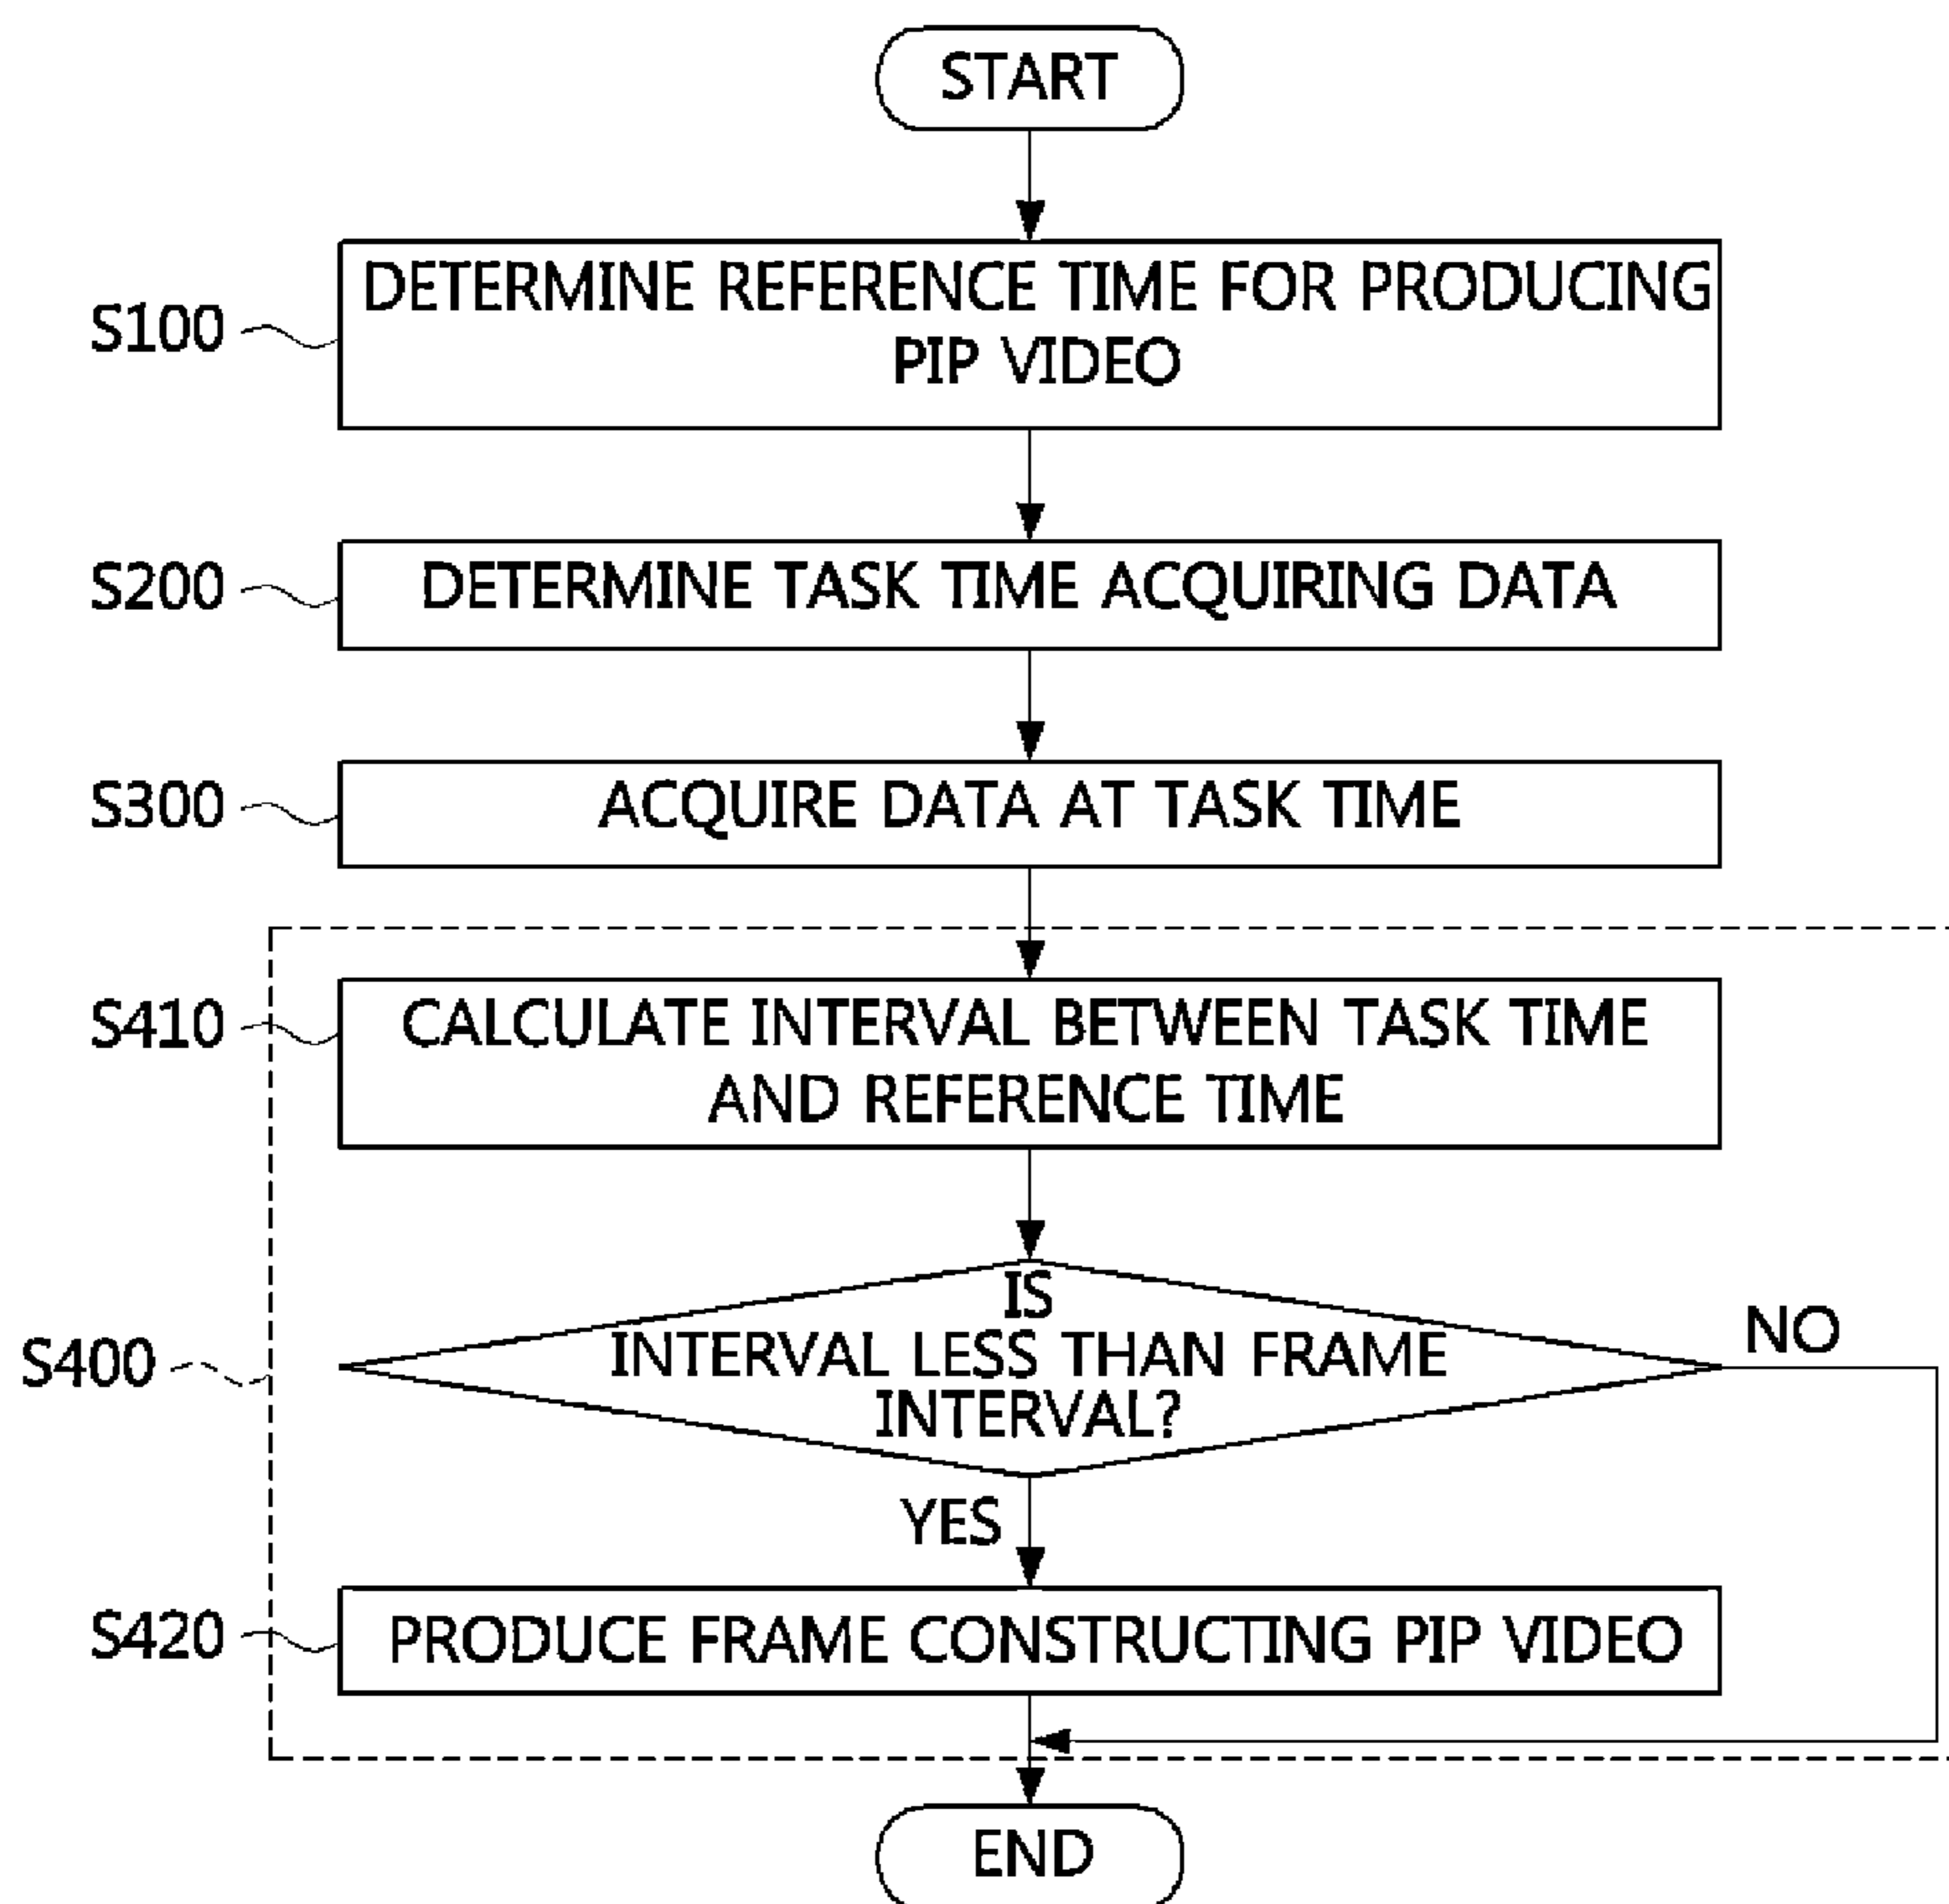 START
S100
DETERMINE REFERENCE TIME FOR PRODUCING
PIP VIDEO
S200
DETERMINE TASK TIME ACQUIRING DATA
S300
ACQUIRE DATA AT TASK TIME
S410
CALCULATE INTERVAL BETWEEN TASK TIME
AND REFERENCE TIME
S400
IS
INTERVAL LESS THAN FRAME
INTERVAL?
NO
YES
S420
PRODUCE FRAME CONSTRUCTING PIP VIDEO
END